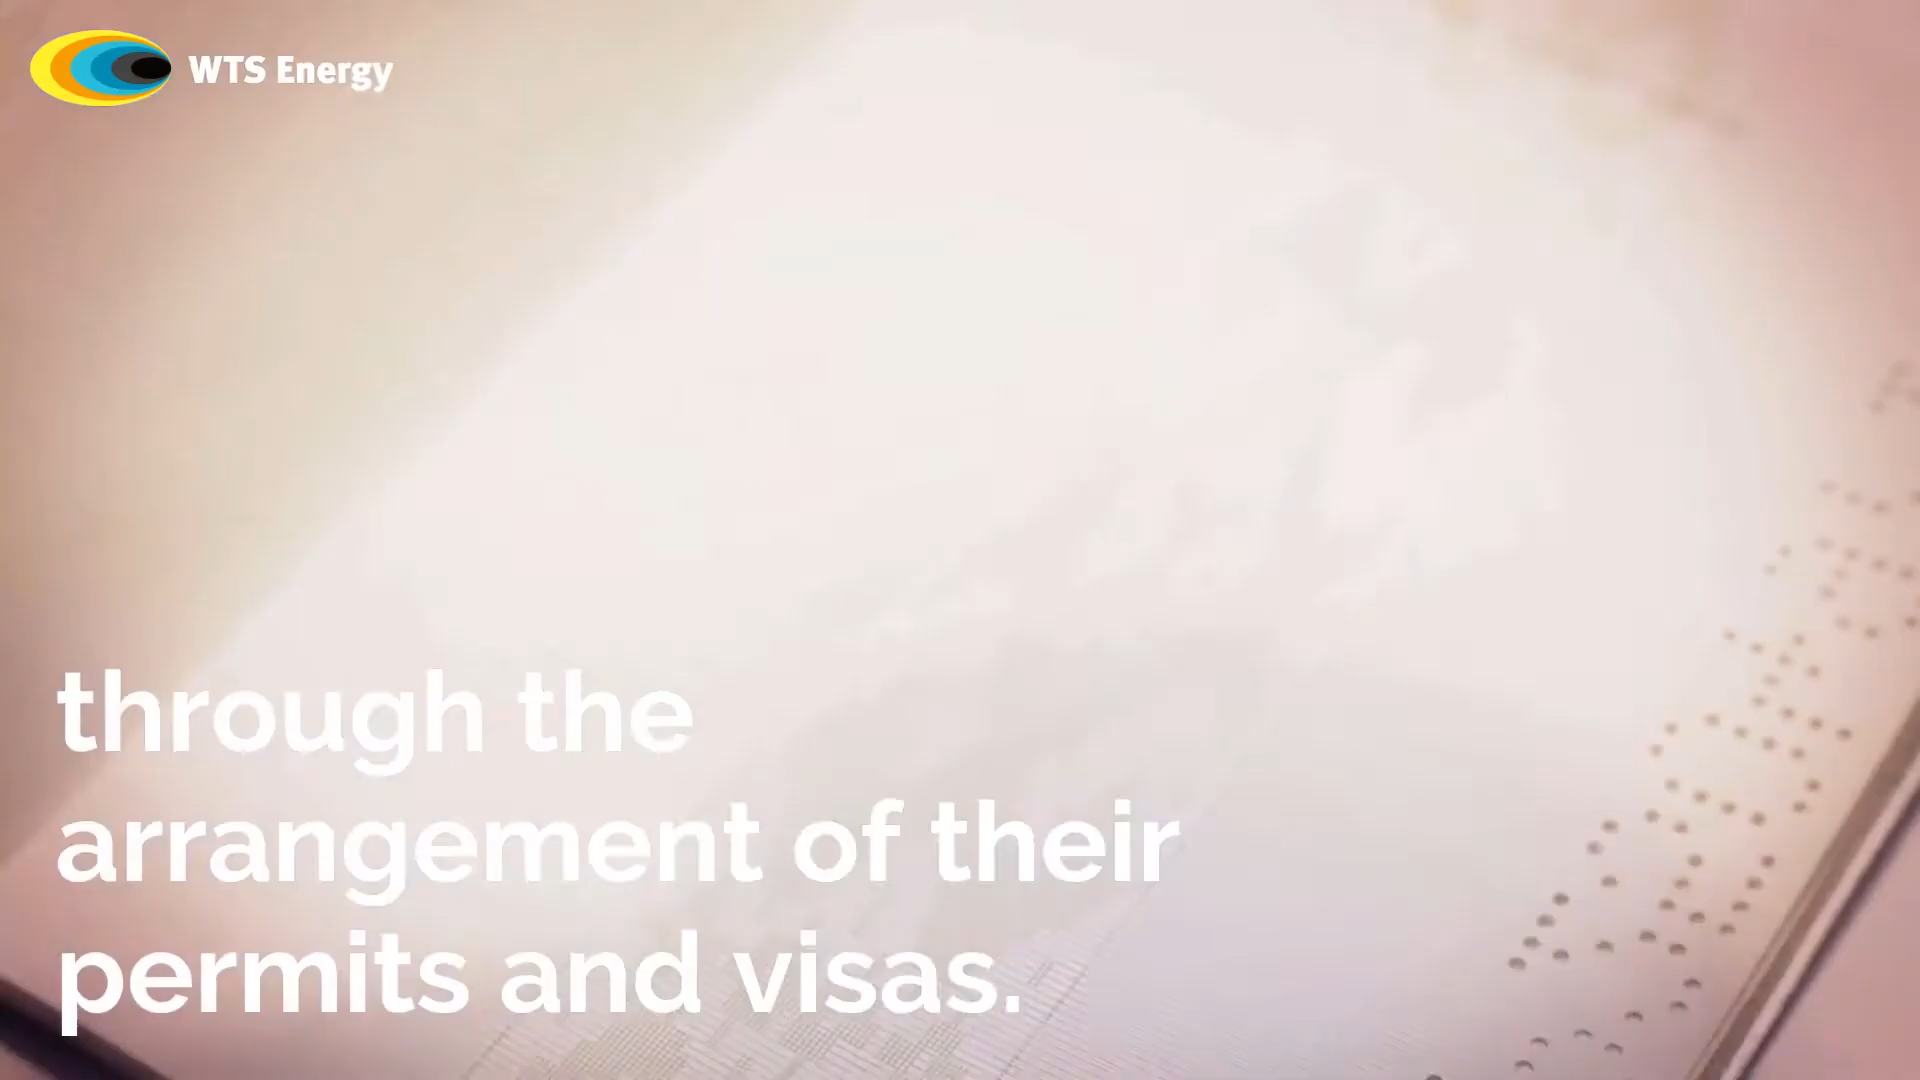 WTS Energy
through the
arrangement of their
permits and visas.